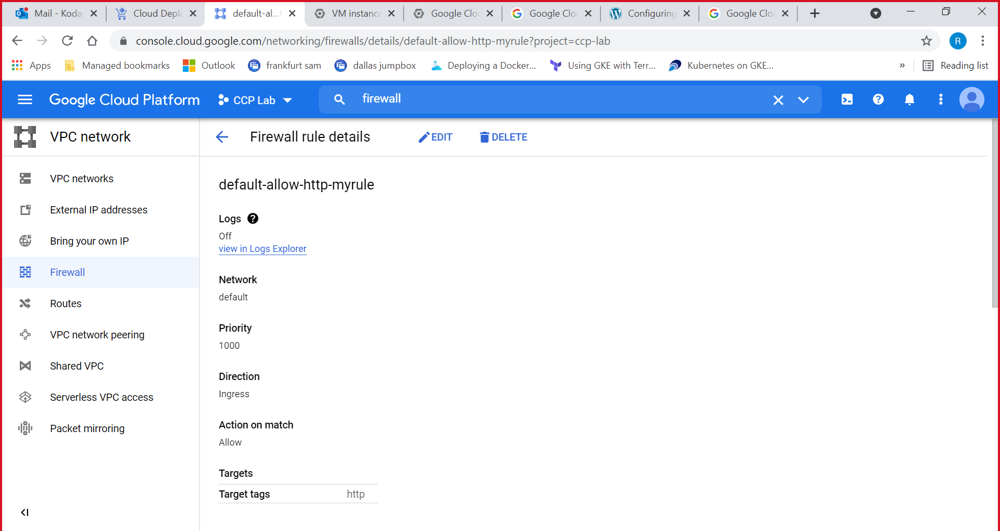 Mail - Koda
Cloud Deplo
default-al...t
VM instance
Google Clou
Google Clou
Configuring
Google Clou
console.cloud.google.com/networking/firewalls/details/default-allow-http-myrule?project=ccp-lab
R
Apps
Managed bookmarks
Outlook
frankfurt sam
dallas jumpbox
Deploying a Docker...
Using GKE with Terr...
Kubernetes on GKE...
»
Reading list
Google Cloud Platform
CCP Lab
firewall
VPC network
Firewall rule details
EDIT
DELETE
VPC networks
External IP addresses
Bring your own IP
Firewall
Routes
VPC network peering
Shared VPC
Serverless VPC access
Packet mirroring
default-allow-http-myrule
Logs
Off
view in Logs Explorer
Network
default
Priority
1000
Direction
Ingress
Action on match
Allow
Targets
Target tags http